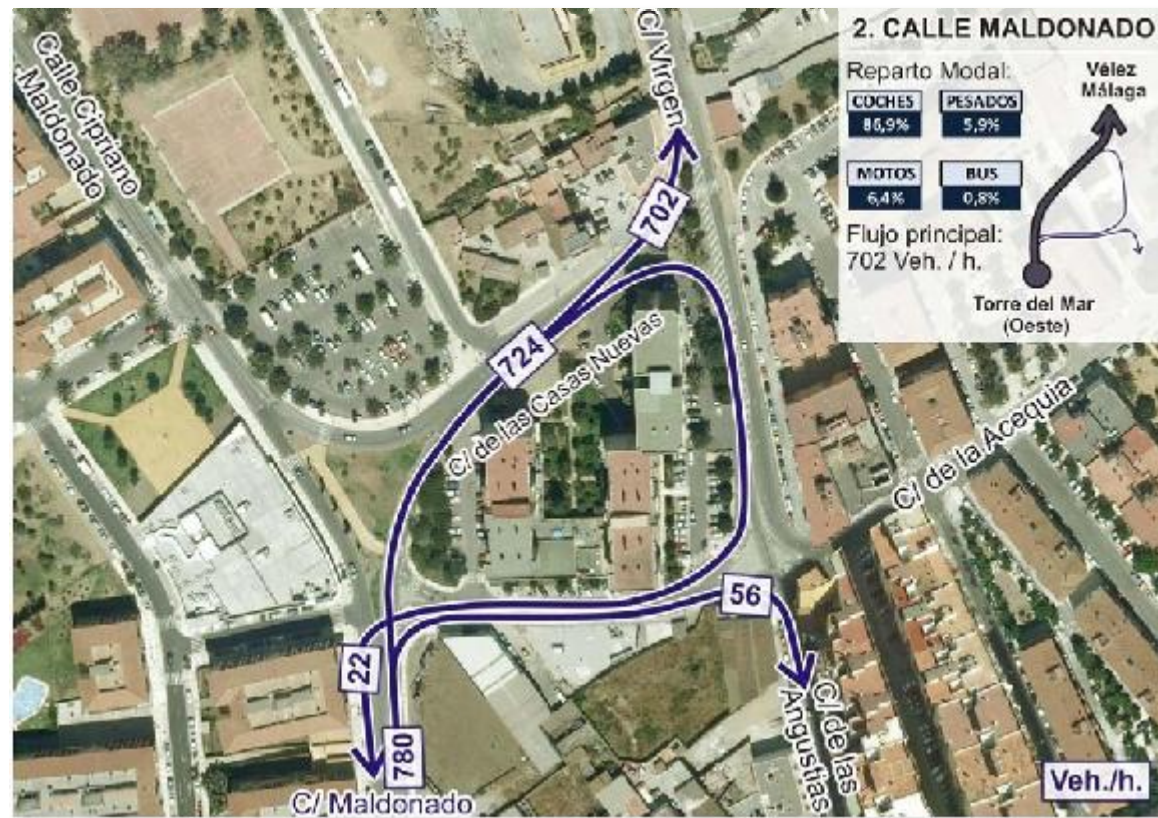 2. CALLE MALDONADO
Reparto Modal:
COCHES
86,9%
PESADOS
5,9%
MOTOS
6,4%
BUS
0,8%
Flujo principal:
702 Veh. / h.
Vélez
Málaga
Torre del Mar
(Oeste)
Calle Cipriano
Maldonado
C/ Virgen
702
724
C/ de las Casas Nuevas
C/ de la Acequia
56
22
780
C/ Maldonado
C/ de las
Angustias
Veh./h.